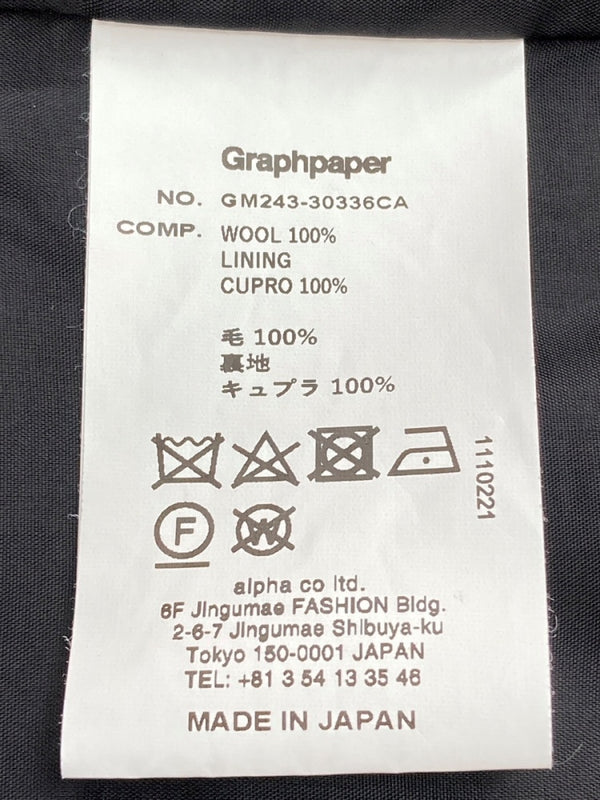 Graphpaper
NO. GM243-30336CA
COMP. WOOL 100%
LINING
CUPRO 100%
毛 100%
裏地
キュプラ 100%
1110221
F
W
alpha co ltd.
6F Jingumae FASHION Bldg.
2-6-7 Jingumae Shibuya-ku
Tokyo 150-0001 JAPAN
TEL: +81 3 54 13 35 46
MADE IN JAPAN